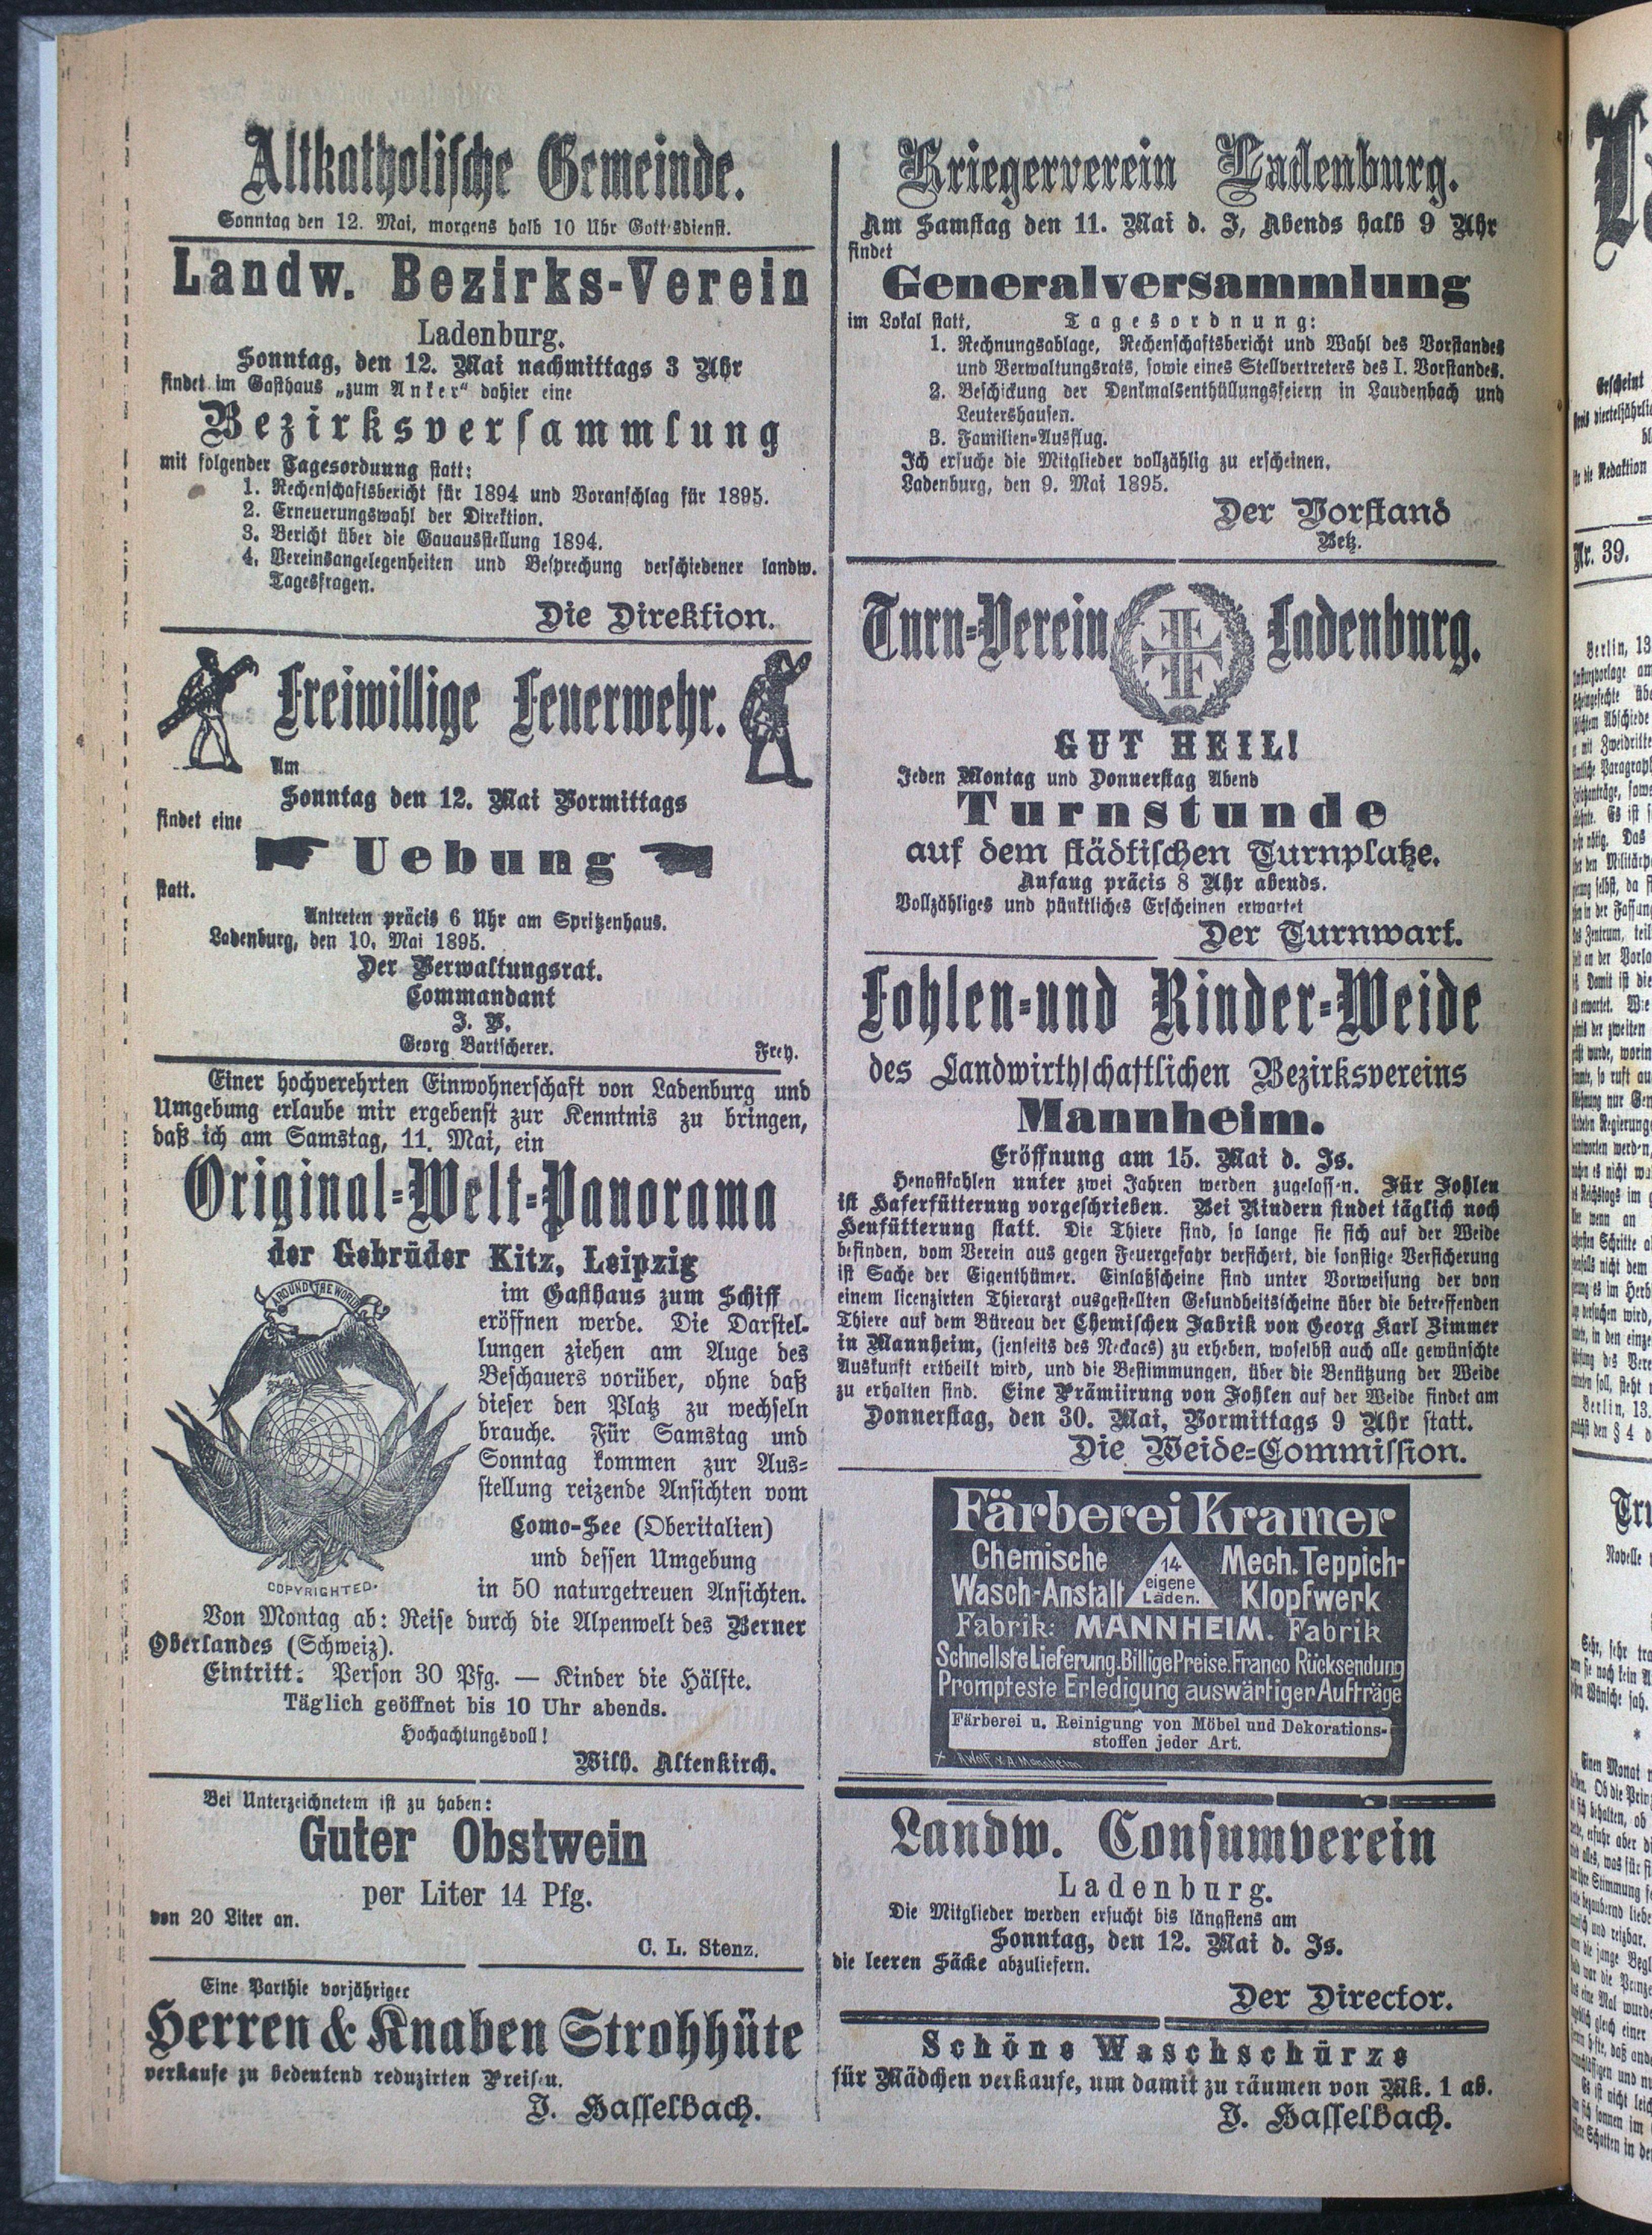 Altkatholische Gemeinde.
Sonntag den 12. Mai, morgens halb 10 Uhr Gottesdienst.
Landw. Bezirks-Verein
Ladenburg.
Sonntag, den 12. Mai nachmittags 3 Uhr
findet im Gasthaus „zum Anker“ dahier eine
Bezirksversammlung
mit folgender Tagesordnung statt:
1. Rechenschaftsbericht für 1894 und Voranschlag für 1895.
2. Erneuerungswahl der Direktion.
3. Bericht über die Gauausstellung 1894.
4. Vereinsangelegenheiten und Besprechung verschiedener landw.
Tagesfragen.
Die Direktion.
Freiwillige Feuerwehr.
Am
Sonntag den 12. Mai Vormittags
findet eine
Uebung
statt.
Antreten präcis 6 Uhr am Spritzenhaus.
Ladenburg, den 10. Mai 1895.
Der Verwaltungsrat.
Commandant
J. V.
Georg Bartscherer. Frey.
Einer hochverehrten Einwohnerschaft von Ladenburg und
Umgebung erlaube mir ergebenst zur Kenntnis zu bringen,
daß ich am Samstag, 11. Mai, ein
Original-Welt-Panorama
der Gebrüder Kitz, Leipzig
AROUND THE WORLD
COPYRIGHTED.
im Gasthaus zum Schiff
eröffnen werde. Die Darstel-
lungen ziehen am Auge des
Beschauers vorüber, ohne daß
dieser den Platz zu wechseln
brauche. Für Samstag und
Sonntag kommen zur Aus-
stellung reizende Ansichten vom
Como-See (Oberitalien)
und dessen Umgebung
in 50 naturgetreuen Ansichten.
Von Montag ab: Reise durch die Alpenwelt des Berner
Oberlandes (Schweiz).
Eintritt: Person 30 Pfg. — Kinder die Hälfte.
Täglich geöffnet bis 10 Uhr abends.
Hochachtungsvoll!
Wilh. Altenkirch.
Bei Unterzeichnetem ist zu haben:
Guter Obstwein
per Liter 14 Pfg.
von 20 Liter an.
C. L. Stenz.
Eine Parthie vorjähriger
Herren & Knaben Strohhüte
verkaufe zu bedeutend reduzirten Preisen.
J. Hasselbach.
Kriegerverein Ladenburg.
Am Samstag den 11. Mai d. J, Abends halb 9 Uhr
findet
Generalversammlung
im Lokal statt. Tagesordnung:
1. Rechnungsablage, Rechenschaftsbericht und Wahl des Vorstandes
und Verwaltungsrats, sowie eines Stellvertreters des I. Vorstandes.
2. Beschickung der Denkmalsenthüllungsfeiern in Laudenbach und
Leutershausen.
3. Familien-Ausflug.
Ich ersuche die Mitglieder vollzählig zu erscheinen.
Ladenburg, den 9. Mai 1895.
Der Vorstand
Betz.
Turn-Verein Ladenburg.
GUT HEIL!
Jeden Montag und Donnerstag Abend
Turnstunde
auf dem städtischen Turnplatze.
Anfang präcis 8 Uhr abends.
Vollzähliges und pünktliches Erscheinen erwartet
Der Turnwart.
Fohlen-und Rinder-Weide
des Landwirthschaftlichen Bezirksvereins
Mannheim.
Eröffnung am 15. Mai d. Js.
Hengstfohlen unter zwei Jahren werden zugelassen. Für Fohlen
ist Haferfütterung vorgeschrieben. Bei Rindern findet täglich noch
Heufütterung statt. Die Thiere sind, so lange sie sich auf der Weide
befinden, vom Verein aus gegen Feuergefahr versichert, die sonstige Versicherung
ist Sache der Eigenthümer. Einlaßscheine sind unter Vorweisung der von
einem licenzirten Thierarzt ausgestellten Gesundheitsscheine über die betreffenden
Thiere auf dem Büreau der Chemischen Fabrik von Georg Karl Zimmer
in Mannheim, (jenseits des Neckars) zu erheben, woselbst auch alle gewünschte
Auskunft ertheilt wird, und die Bestimmungen, über die Benützung der Weide
zu erhalten sind. Eine Prämiirung von Fohlen auf der Weide findet am
Donnerstag, den 30. Mai, Vormittags 9 Uhr statt.
Die Weide-Commission.
Färberei Kramer
Chemische Wasch-Anstalt
14 eigene Läden.
Mech. Teppich-Klopfwerk
Fabrik: MANNHEIM. Fabrik
Schnellste Lieferung. Billige Preise. Franco Rücksendung
Prompteste Erledigung auswärtiger Aufträge
Färberei u. Reinigung von Möbel und Dekorations-
stoffen jeder Art.
Landw. Consumverein
Ladenburg.
Die Mitglieder werden ersucht bis längstens am
Sonntag, den 12. Mai d. Js.
die leeren Säcke abzuliefern.
Der Director.
Schöne Waschschürze
für Mädchen verkaufe, um damit zu räumen von Mk. 1 ab.
J. Hasselbach.
Nr. 39.